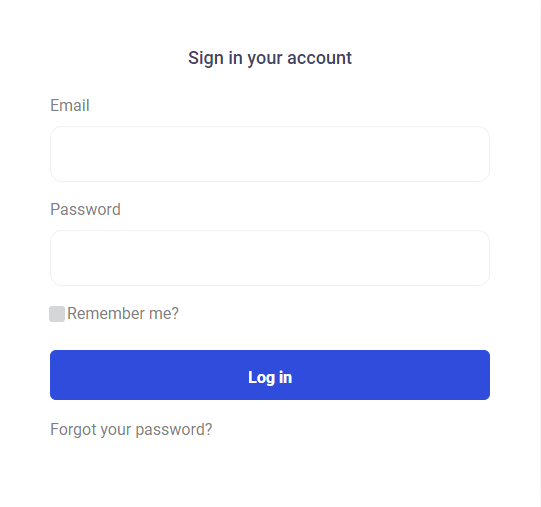 Sign in your account
Email
Password
Remember me?
Log in
Forgot your password?